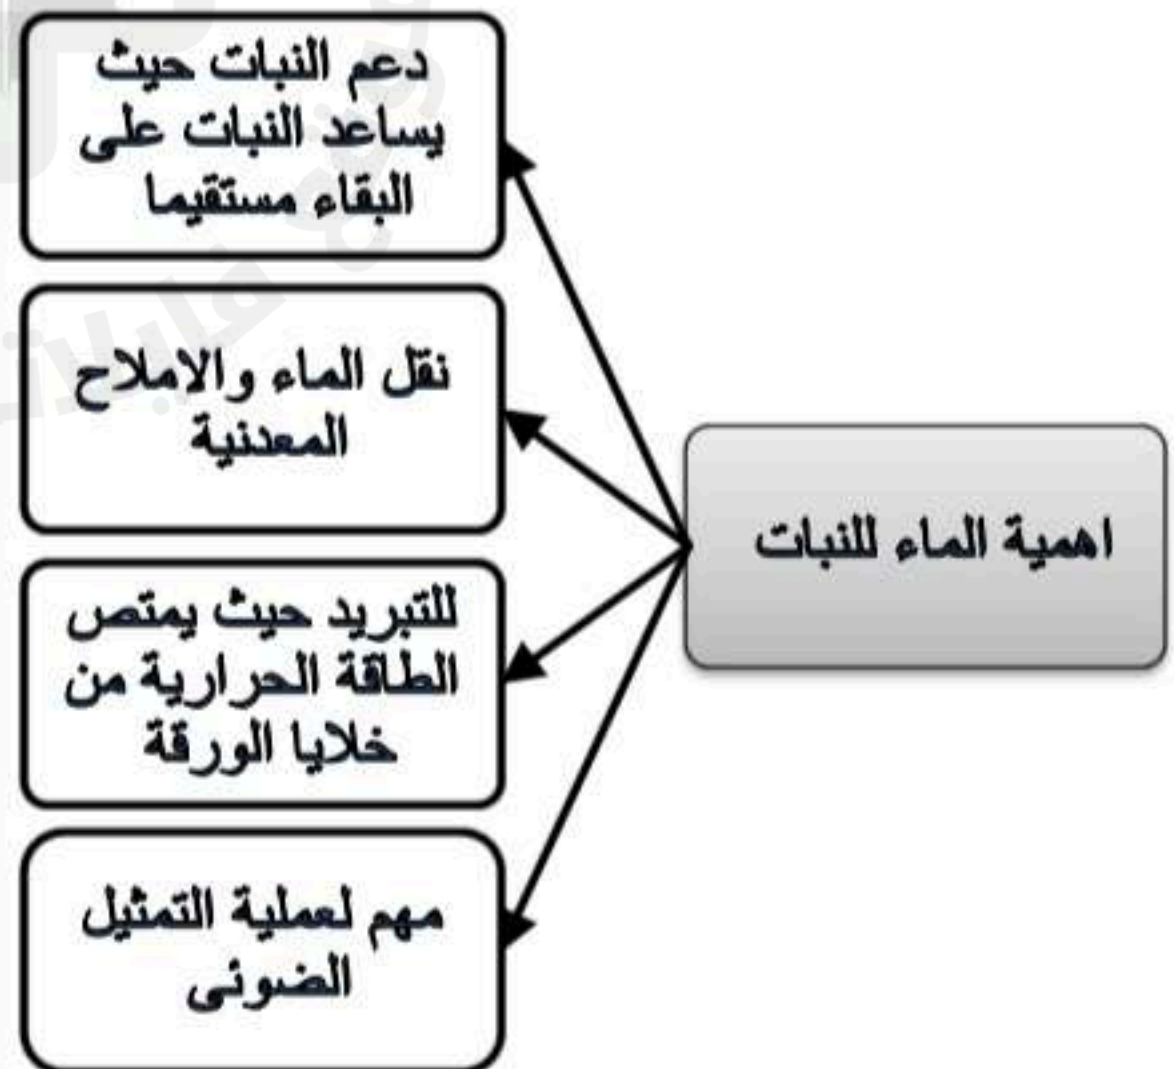 دعم النبات حيث
يساعد النبات على
البقاء مستقيما
نقل الماء والاملاح
المعدنية
اهمية الماء للنبات
للتبريد حيث يمتص
الطاقة الحرارية من
خلايا الورقة
مهم لعملية التمثيل
الضوئى